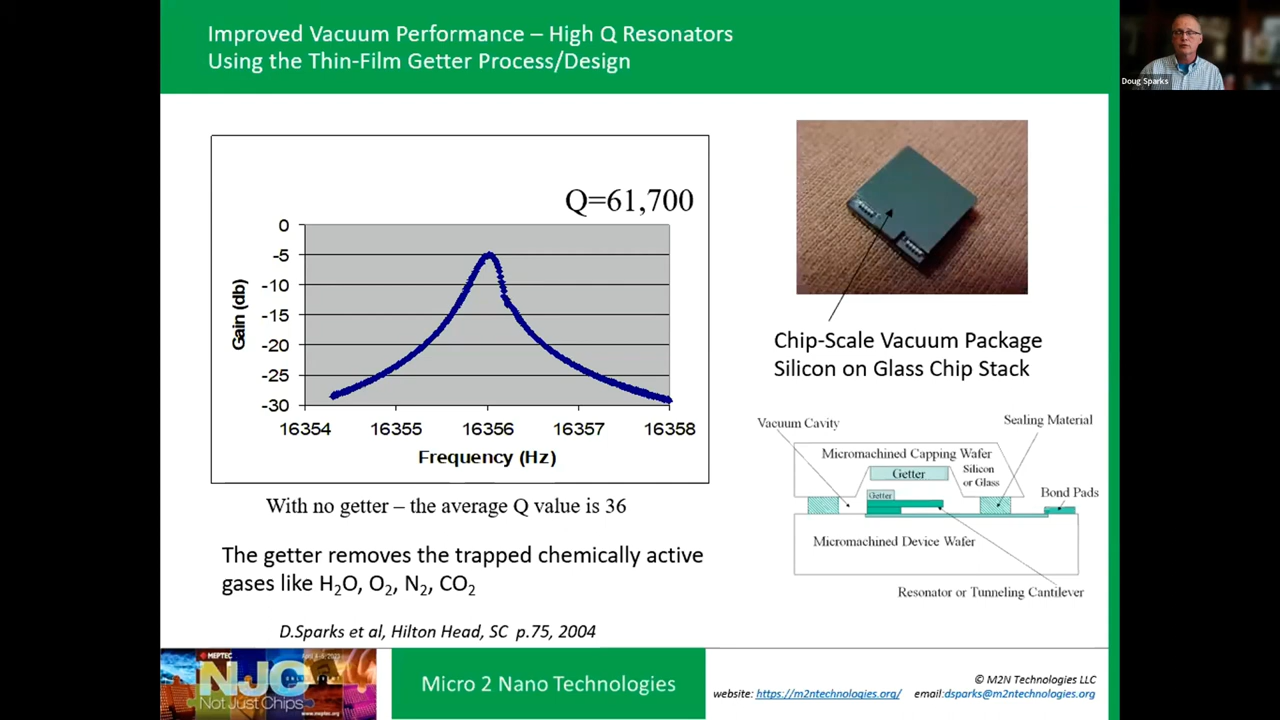 Improved Vacuum Performance – High Q Resonators
Using the Thin-Film Getter Process/Design
Doug Sparks
Q=61,700
0
-5
-10
-15
-20
-25
-30
Gain (db)
16354 16355 16356 16357 16358
Frequency (Hz)
With no getter – the average Q value is 36
The getter removes the trapped chemically active
gases like H₂O, O₂, N₂, CO₂
D.Sparks et al, Hilton Head, SC p.75, 2004
Chip-Scale Vacuum Package
Silicon on Glass Chip Stack
Vacuum Cavity
Sealing Material
Micromachined Capping Wafer
Getter
Silicon
or Glass
Getter
Bond Pads
Micromachined Device Wafer
Resonator or Tunneling Cantilever
MEPTEC
NJC
Not Just Chips
www.meptec.org
Micro 2 Nano Technologies
© M2N Technologies LLC
website: https://m2ntechnologies.org/ email:dsparks@m2ntechnologies.org